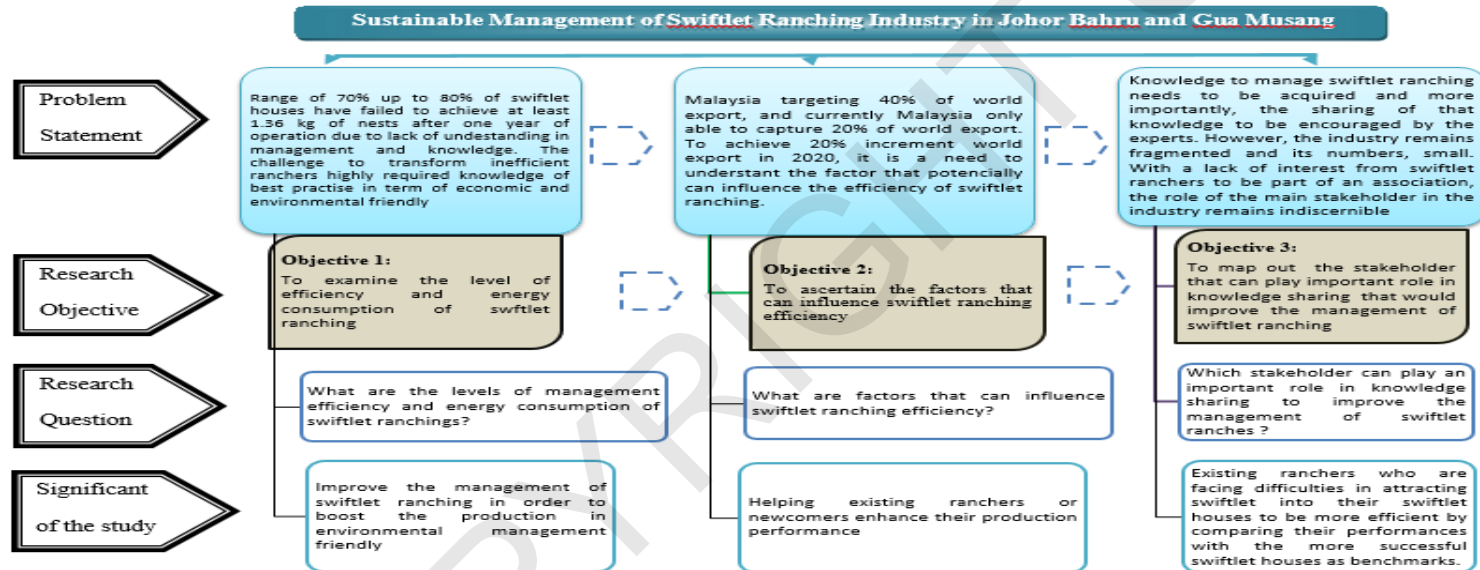 Sustainable Management of Swiftlet Ranching Industry in Johor Bahru and Gua Musang
Problem
Statement
Range of 70% up to 80% of swiftlet
houses have failed to achieve at least
1.36 kg of nests after one year of
operation due to lack of undestanding in
management and knowledge. The
challenge to transform inefficient
ranchers highly required knowledge of
best practise in term of economic and
environmental friendly
Malaysia targeting 40% of world
export, and currently Malaysia only
able to capture 20% of world export.
To achieve 20% increment world
export in 2020, it is a need to
understant the factor that potencially
can influence the efficiency of swiftlet
ranching.
Knowledge to manage swiftlet ranching
needs to be acquired and more
importantly, the sharing of that
knowledge to be encouraged by the
experts. However, the industry remains
fragmented and its numbers, small.
With a lack of interest from swiftlet
ranchers to be part of an association,
the role of the main stakeholder in the
industry remains indiscernible
Research
Objective
Objective 1:
To examine the level of
efficiency and energy
consumption of swftlet
ranching
Objective 2:
To ascertain the factors that
can influence swiftlet ranching
efficiency
Objective 3:
To map out the stakeholder
that can play important role in
knowledge sharing that would
improve the management of
swiftlet ranching
Research
Question
What are the levels of management
efficiency and energy consumption of
swiftlet ranchings?
What are factors that can influence
swiftlet ranching efficiency?
Which stakeholder can play an
important role in knowledge
sharing to improve the
management of swiftlet
ranches ?
Significant
of the study
Improve the management of
swiftlet ranching in order to
boost the production in
environmental management
friendly
Helping existing ranchers or
newcomers enhance their production
performance
Existing ranchers who are
facing difficulties in attracting
swiftlet into their swiftlet
houses to be more efficient by
comparing their performances
with the more successful
swiftlet houses as benchmarks.
PYRIGHT